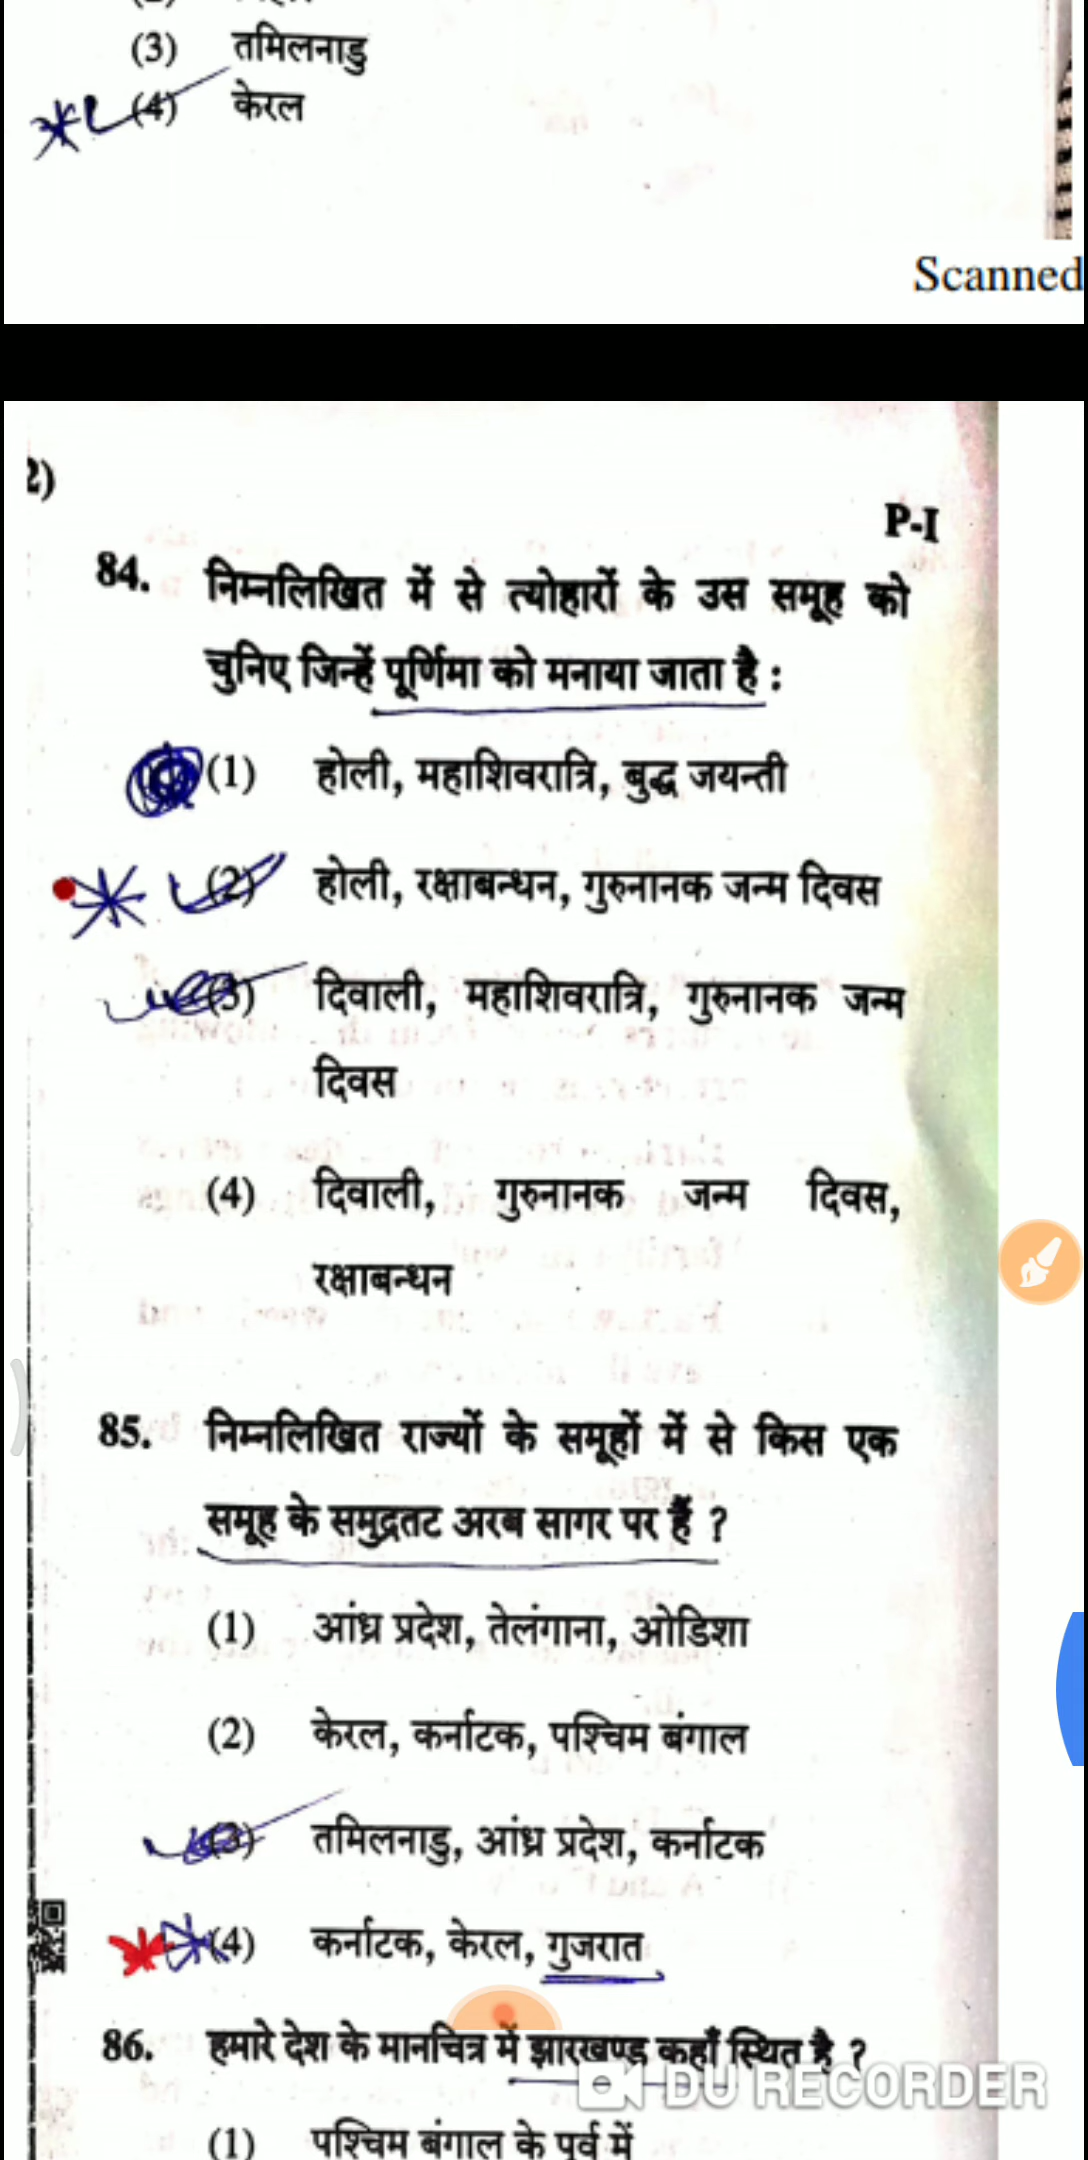 (3) तमिलनाडु
(4) केरल
Scanned
2)
P-I
84. निम्नलिखित में से त्योहारों के उस समूह को
चुनिए जिन्हें पूर्णिमा को मनाया जाता है :
(1) होली, महाशिवरात्रि, बुद्ध जयन्ती
(2) होली, रक्षाबन्धन, गुरुनानक जन्म दिवस
(3) दिवाली, महाशिवरात्रि, गुरुनानक जन्म
दिवस
(4) दिवाली, गुरुनानक जन्म दिवस,
रक्षाबन्धन
85. निम्नलिखित राज्यों के समूहों में से किस एक
समूह के समुद्रतट अरब सागर पर हैं ?
(1) आंध्र प्रदेश, तेलंगाना, ओडिशा
(2) केरल, कर्नाटक, पश्चिम बंगाल
(3) तमिलनाडु, आंध्र प्रदेश, कर्नाटक
(4) कर्नाटक, केरल, गुजरात
86. हमारे देश के मानचित्र में झारखण्ड कहाँ स्थित है ?
DU RECORDER
(1) पश्चिम बंगाल के पूर्व में